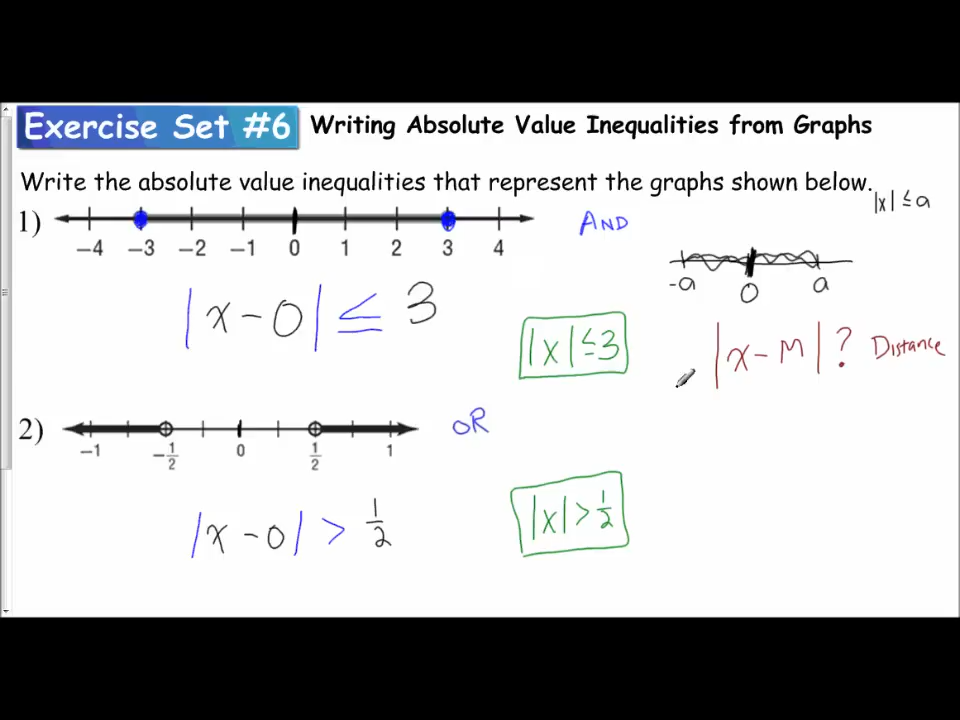 Exercise Set #6 Writing Absolute Value Inequalities from Graphs
Write the absolute value inequalities that represent the graphs shown below.
|x| ≤ a
1)
AND
−4 −3 −2 −1 0 1 2 3 4
-a 0 a
|x − 0| ≤ 3
|x| ≤ 3
|x − M| ? Distance
2)
OR
−1 −1/2 0 1/2 1
|x − 0| > 1/2
|x| > 1/2